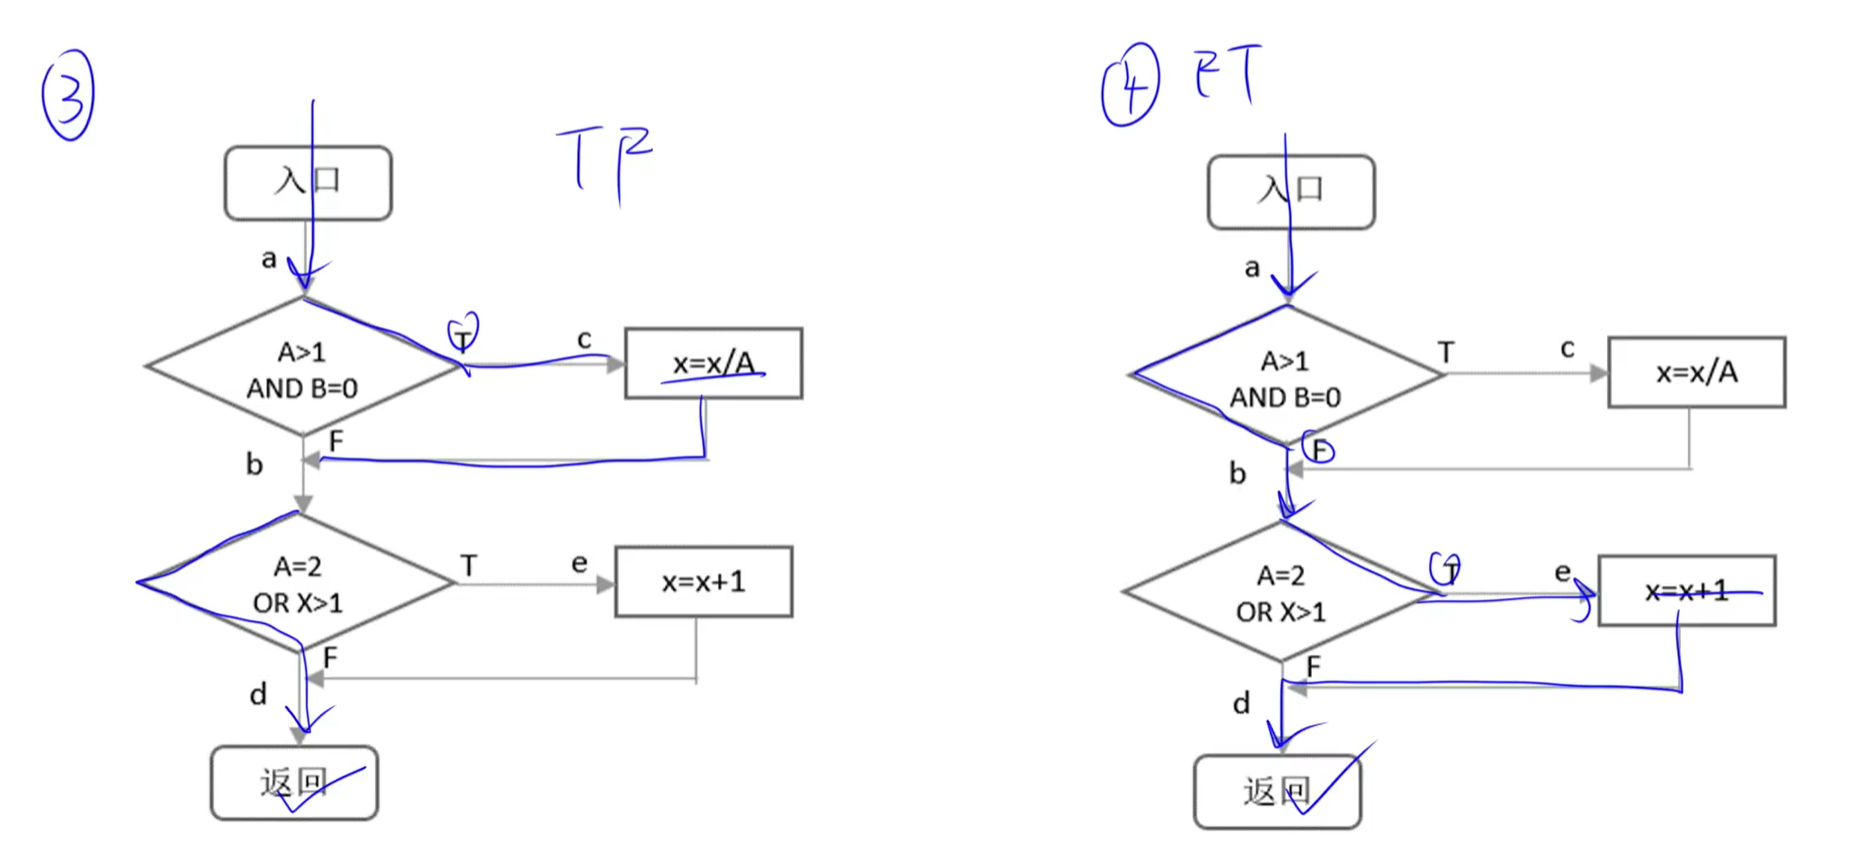 ③
TF
入口
a
A>1
AND B=0
T
c
x=x/A
F
b
A=2
OR X>1
T
e
x=x+1
F
d
返回
④ FT
入口
a
A>1
AND B=0
T
c
x=x/A
F
b
A=2
OR X>1
T
e
x=x+1
F
d
返回